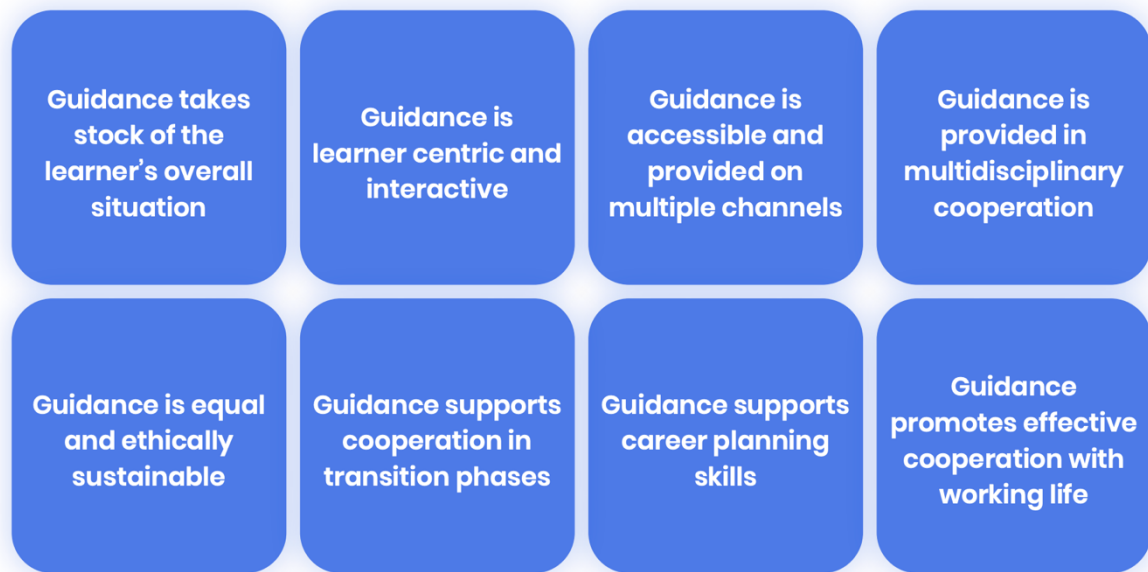 Guidance takes
stock of the
learner's overall
situation
Guidance is
learner centric and
interactive
Guidance is
accessible and
provided on
multiple channels
Guidance is
provided in
multidisciplinary
cooperation
Guidance is equal
and ethically
sustainable
Guidance supports
cooperation in
transition phases
Guidance supports
career planning
skills
Guidance
promotes effective
cooperation with
working life